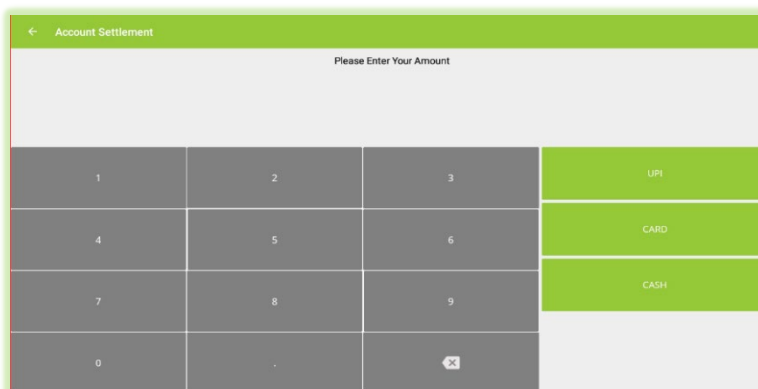 Account Settlement
Please Enter Your Amount
1 2 3 UPI
4 5 6 CARD
7 8 9 CASH
0 .